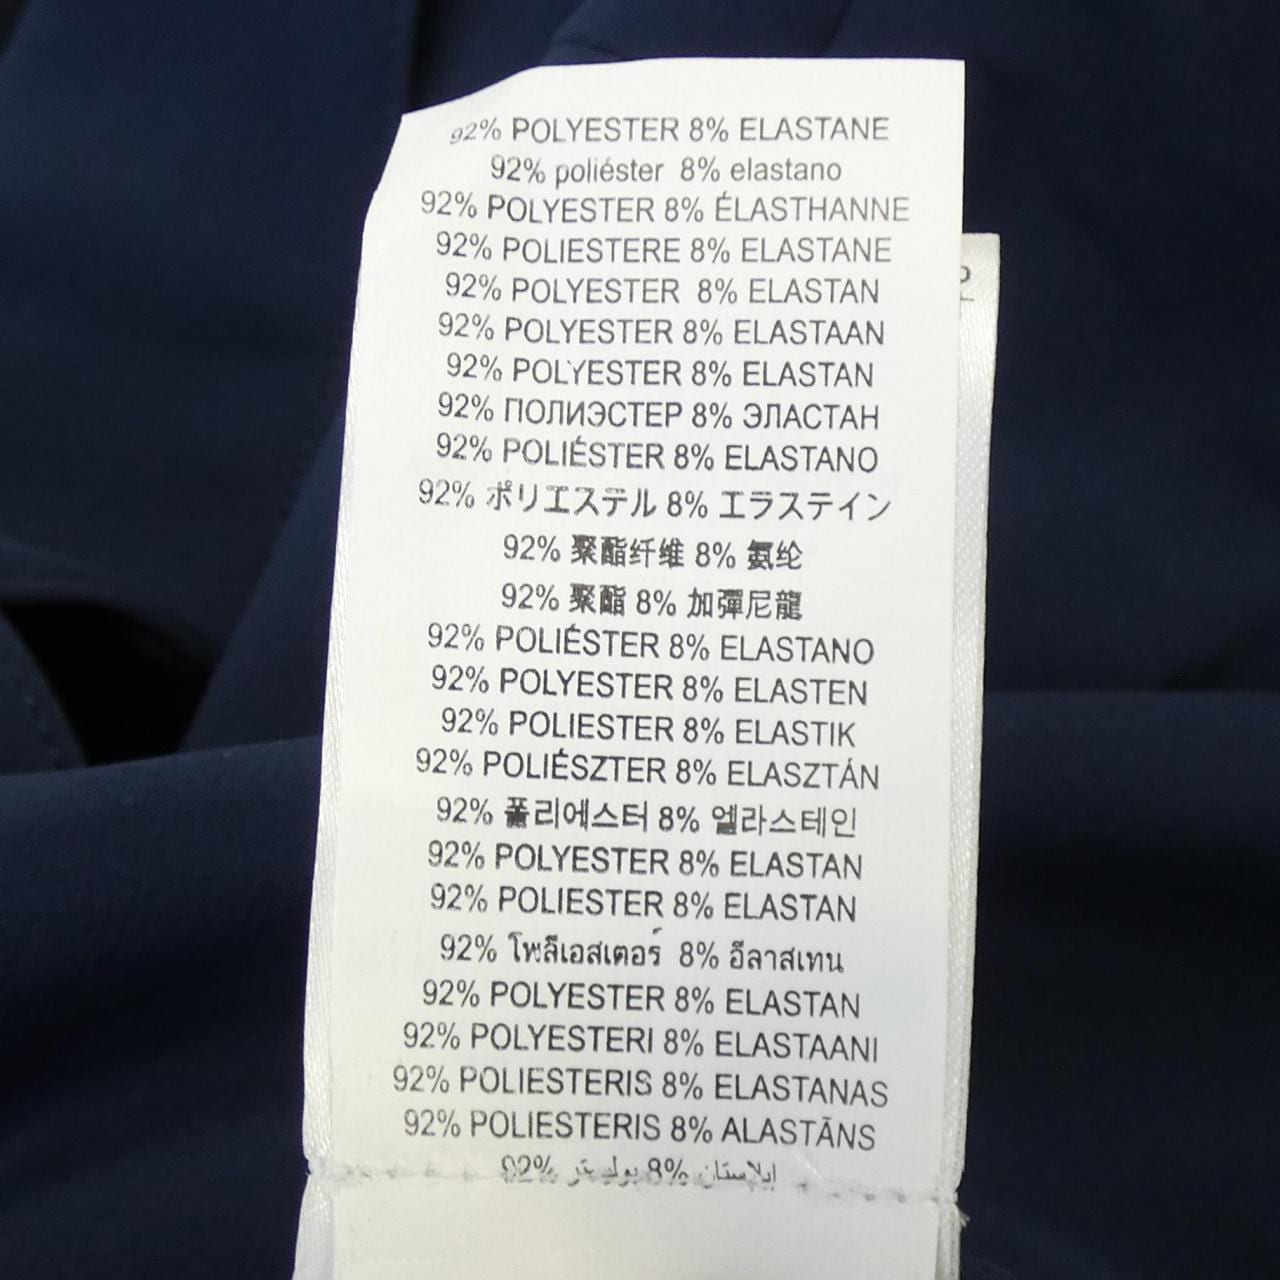 92% POLYESTER 8% ELASTANE
92% poliéster 8% elastano
92% POLYESTER 8% ÉLASTHANNE
92% POLIESTERE 8% ELASTANE
92% POLYESTER 8% ELASTAN
92% POLYESTER 8% ELASTAAN
92% POLYESTER 8% ELASTAN
92% ПОЛИЭСТЕР 8% ЭЛАСТАН
92% POLIÉSTER 8% ELASTANO
92% ポリエステル 8% エラステイン
92% 聚酯纤维 8% 氨纶
92% 聚酯 8% 加彈尼龍
92% POLIÉSTER 8% ELASTANO
92% POLYESTER 8% ELASTEN
92% POLIESTER 8% ELASTIK
92% POLIÉSZTER 8% ELASZTÁN
92% 폴리에스터 8% 엘라스테인
92% POLYESTER 8% ELASTAN
92% POLIESTER 8% ELASTAN
92% โพลีเอสเตอร์ 8% อีลาสเทน
92% POLYESTER 8% ELASTAN
92% POLYESTERI 8% ELASTAANI
92% POLIESTERIS 8% ELASTANAS
92% POLIESTERIS 8% ALASTĀNS
92% 8% ايلاستان